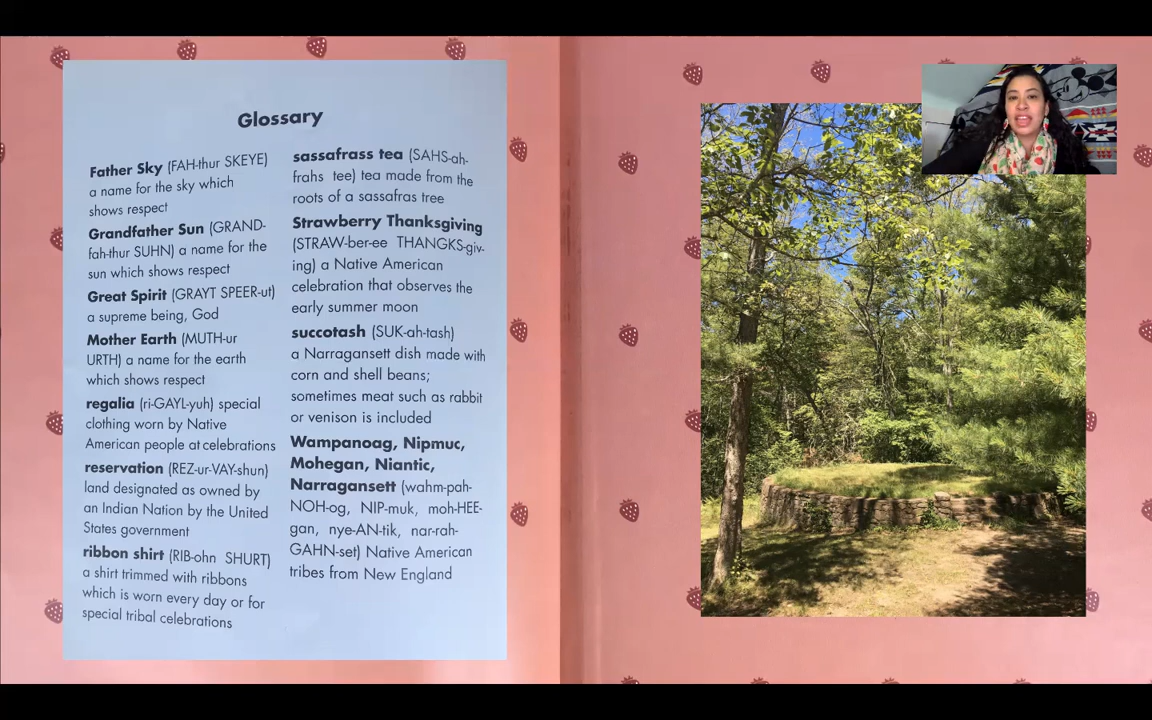 Glossary
Father Sky (FAH-thur SKEYE)
a name for the sky which
shows respect
Grandfather Sun (GRAND-
fah-thur SUHN) a name for the
sun which shows respect
Great Spirit (GRAYT SPEER-ut)
a supreme being, God
Mother Earth (MUTH-ur
URTH) a name for the earth
which shows respect
regalia (ri-GAYL-yuh) special
clothing worn by Native
American people at celebrations
reservation (REZ-ur-VAY-shun)
land designated as owned by
an Indian Nation by the United
States government
ribbon shirt (RIB-ohn SHURT)
a shirt trimmed with ribbons
which is worn every day or for
special tribal celebrations
sassafrass tea (SAHS-ah-
frahs tee) tea made from the
roots of a sassafras tree
Strawberry Thanksgiving
(STRAW-ber-ee THANGKS-giv-
ing) a Native American
celebration that observes the
early summer moon
succotash (SUK-ah-tash)
a Narragansett dish made with
corn and shell beans;
sometimes meat such as rabbit
or venison is included
Wampanoag, Nipmuc,
Mohegan, Niantic,
Narragansett (wahm-pah-
NOH-og, NIP-muk, moh-HEE-
gan, nye-AN-tik, nar-rah-
GAHN-set) Native American
tribes from New England